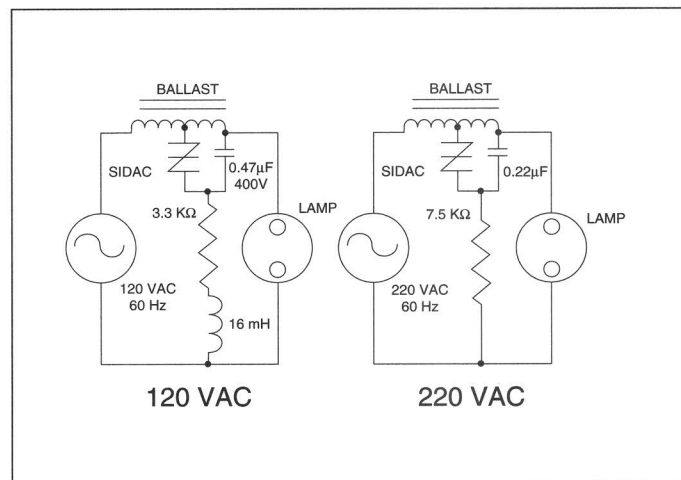 BALLAST
SIDAC
0.47µF
400V
3.3 KΩ
LAMP
120 VAC
60 Hz
16 mH
120 VAC
BALLAST
SIDAC
0.22µF
7.5 KΩ
LAMP
220 VAC
60 Hz
220 VAC